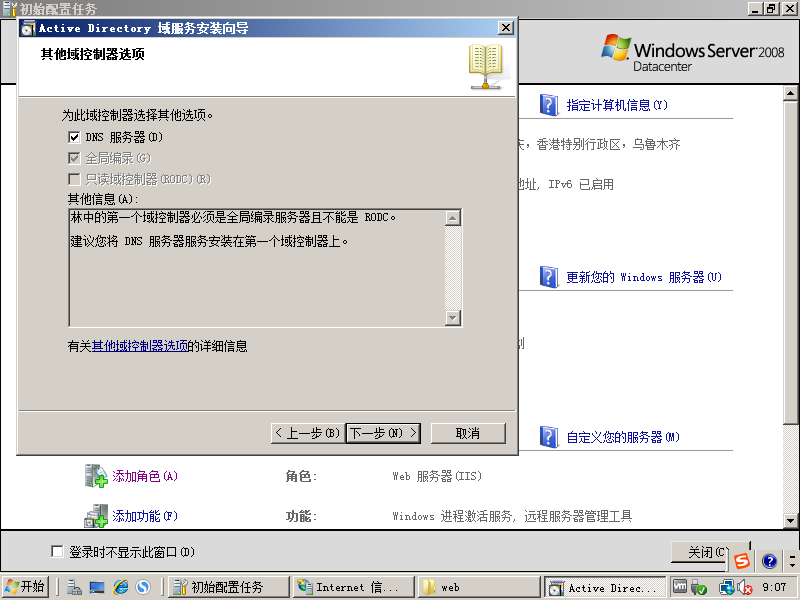 初始配置任务
Active Directory 域服务安装向导
其他域控制器选项
Windows Server 2008
Datacenter
为此域控制器选择其他选项。
DNS 服务器(D)
全局编录(G)
只读域控制器(RODC)(R)
其他信息(A):
林中的第一个域控制器必须是全局编录服务器且不能是 RODC。
建议您将 DNS 服务器服务安装在第一个域控制器上。
有关其他域控制器选项的详细信息
< 上一步(B)
下一步(N) >
取消
指定计算机信息(Y)
，香港特别行政区，乌鲁木齐
地址, IPv6 已启用
更新您的 Windows 服务器(U)
自定义您的服务器(M)
添加角色(A)
角色:
Web 服务器(IIS)
添加功能(F)
功能:
Windows 进程激活服务, 远程服务器管理工具
登录时不显示此窗口(D)
关闭(C)
开始
初始配置任务
Internet 信...
web
Active Direc...
9:07